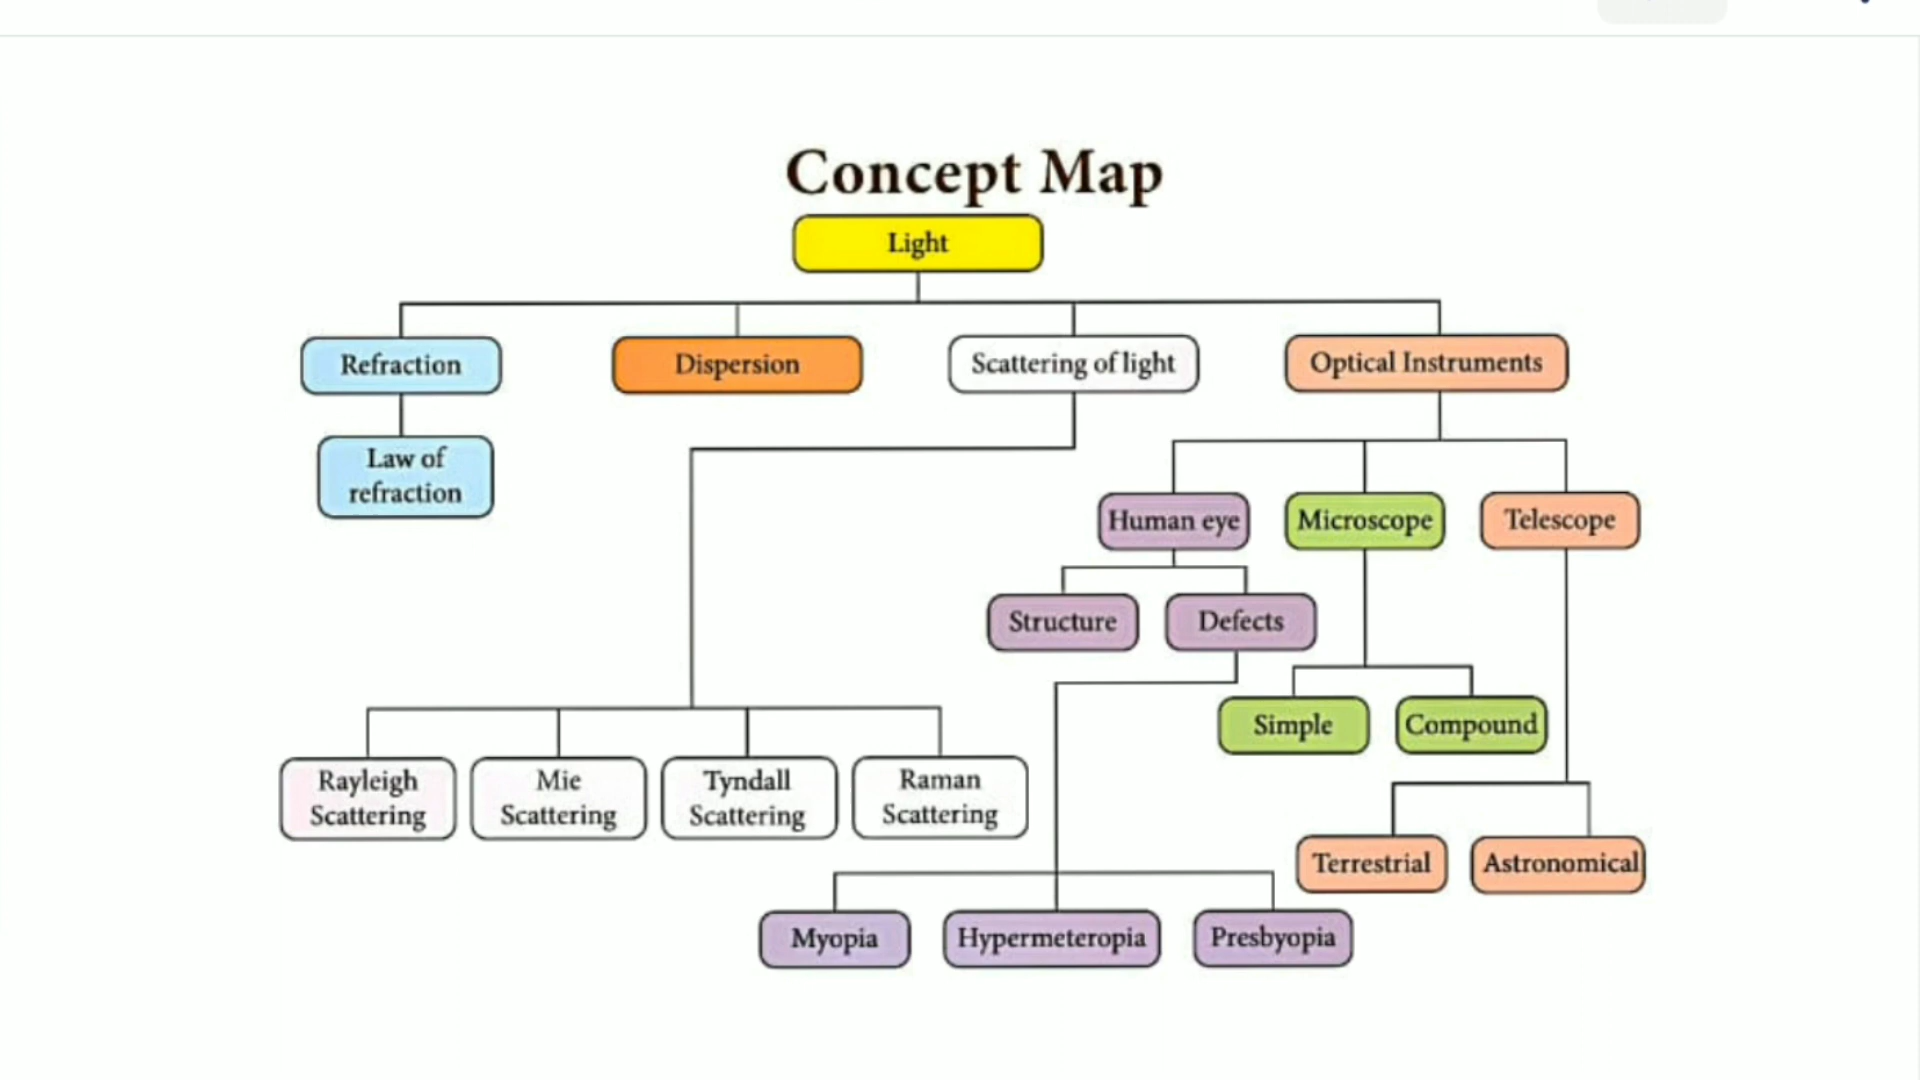 Concept Map
Light
Refraction
Dispersion
Scattering of light
Optical Instruments
Law of
refraction
Human eye
Microscope
Telescope
Structure
Defects
Simple
Compound
Rayleigh
Scattering
Mie
Scattering
Tyndall
Scattering
Raman
Scattering
Terrestrial
Astronomical
Myopia
Hypermeteropia
Presbyopia